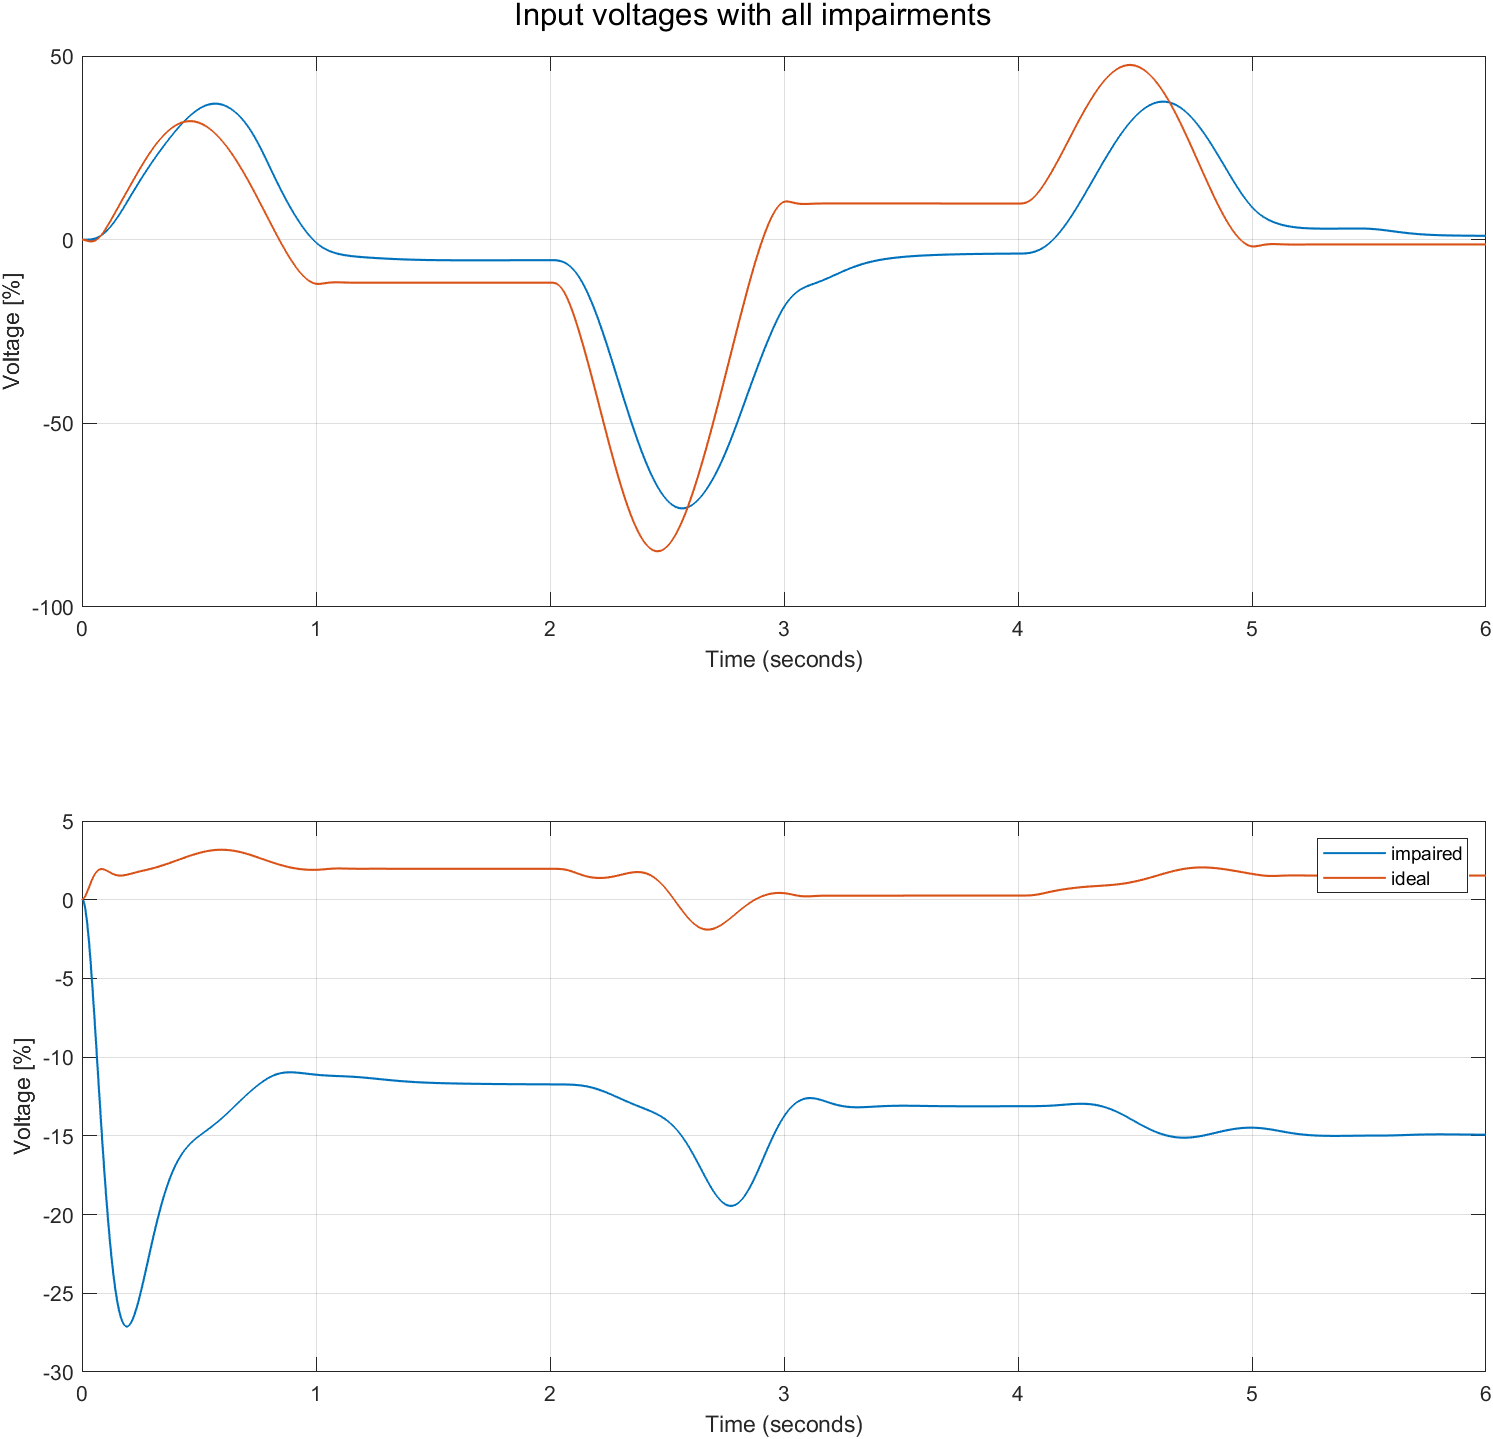 Input voltages with all impairments
50
0
-50
-100
Voltage [%]
0 1 2 3 4 5 6
Time (seconds)
5
0
-5
-10
-15
-20
-25
-30
Voltage [%]
impaired
ideal
0 1 2 3 4 5 6
Time (seconds)